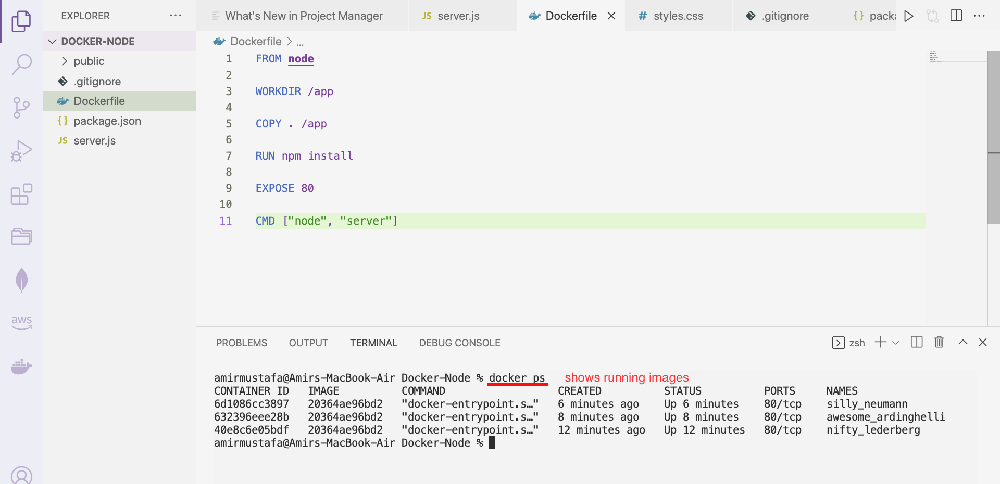 EXPLORER ...
What's New in Project Manager
JS server.js
Dockerfile
# styles.css
.gitignore
{} packa
DOCKER-NODE
public
.gitignore
Dockerfile
{} package.json
JS server.js
aws
Dockerfile > ...
1 FROM node
2
3 WORKDIR /app
4
5 COPY . /app
6
7 RUN npm install
8
9 EXPOSE 80
10
11 CMD ["node", "server"]
PROBLEMS OUTPUT TERMINAL DEBUG CONSOLE
zsh
amirmustafa@Amirs-MacBook-Air Docker-Node % docker ps shows running images
CONTAINER ID IMAGE COMMAND CREATED STATUS PORTS NAMES
6d1086cc3897 20364ae96bd2 "docker-entrypoint.s…" 6 minutes ago Up 6 minutes 80/tcp silly_neumann
632396eee28b 20364ae96bd2 "docker-entrypoint.s…" 8 minutes ago Up 8 minutes 80/tcp awesome_ardinghelli
40e8c6e05bdf 20364ae96bd2 "docker-entrypoint.s…" 12 minutes ago Up 12 minutes 80/tcp nifty_lederberg
amirmustafa@Amirs-MacBook-Air Docker-Node %